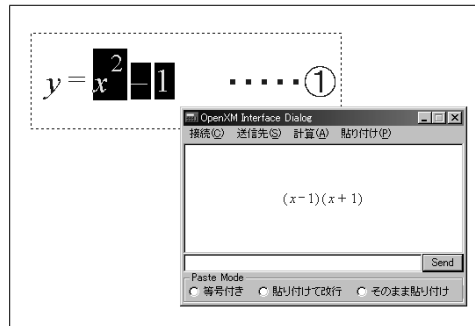 y = x² − 1 ‥‥‥①
OpenXM Interface Dialog
接続(C) 送信先(S) 計算(A) 貼り付け(P)
(x−1)(x+1)
Send
Paste Mode
等号付き 貼り付けて改行 そのまま貼り付け